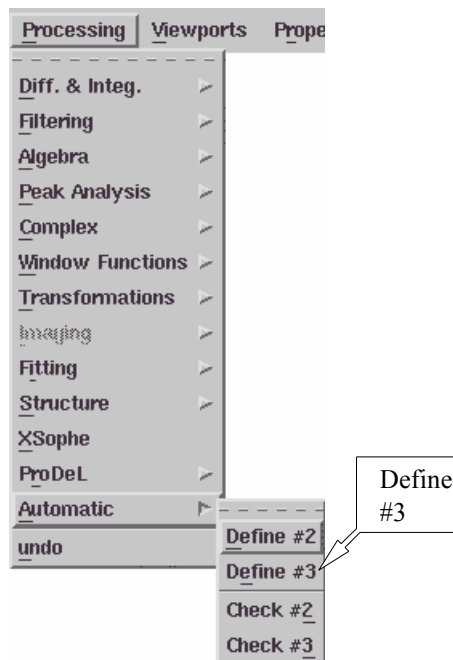 Processing Viewports Prope
Diff. & Integ.
Filtering
Algebra
Peak Analysis
Complex
Window Functions
Transformations
Imaging
Fitting
Structure
XSophe
ProDeL
Automatic
undo
Define #2
Define #3
Check #2
Check #3
Define
#3